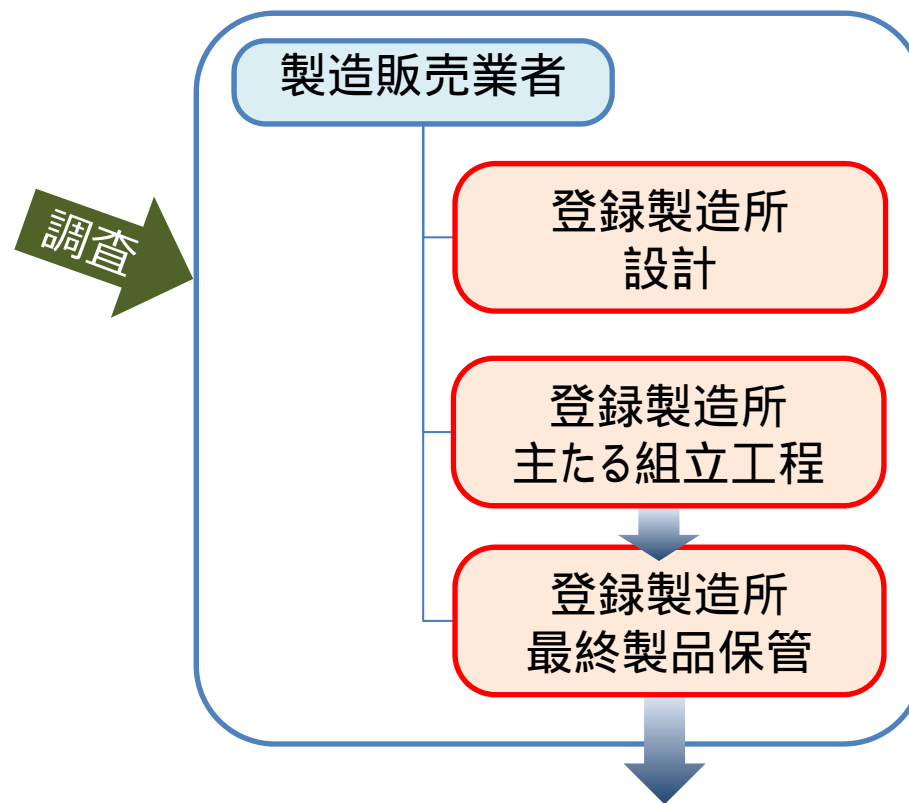 製造販売業者
調査
登録製造所
設計
登録製造所
主たる組立工程
登録製造所
最終製品保管